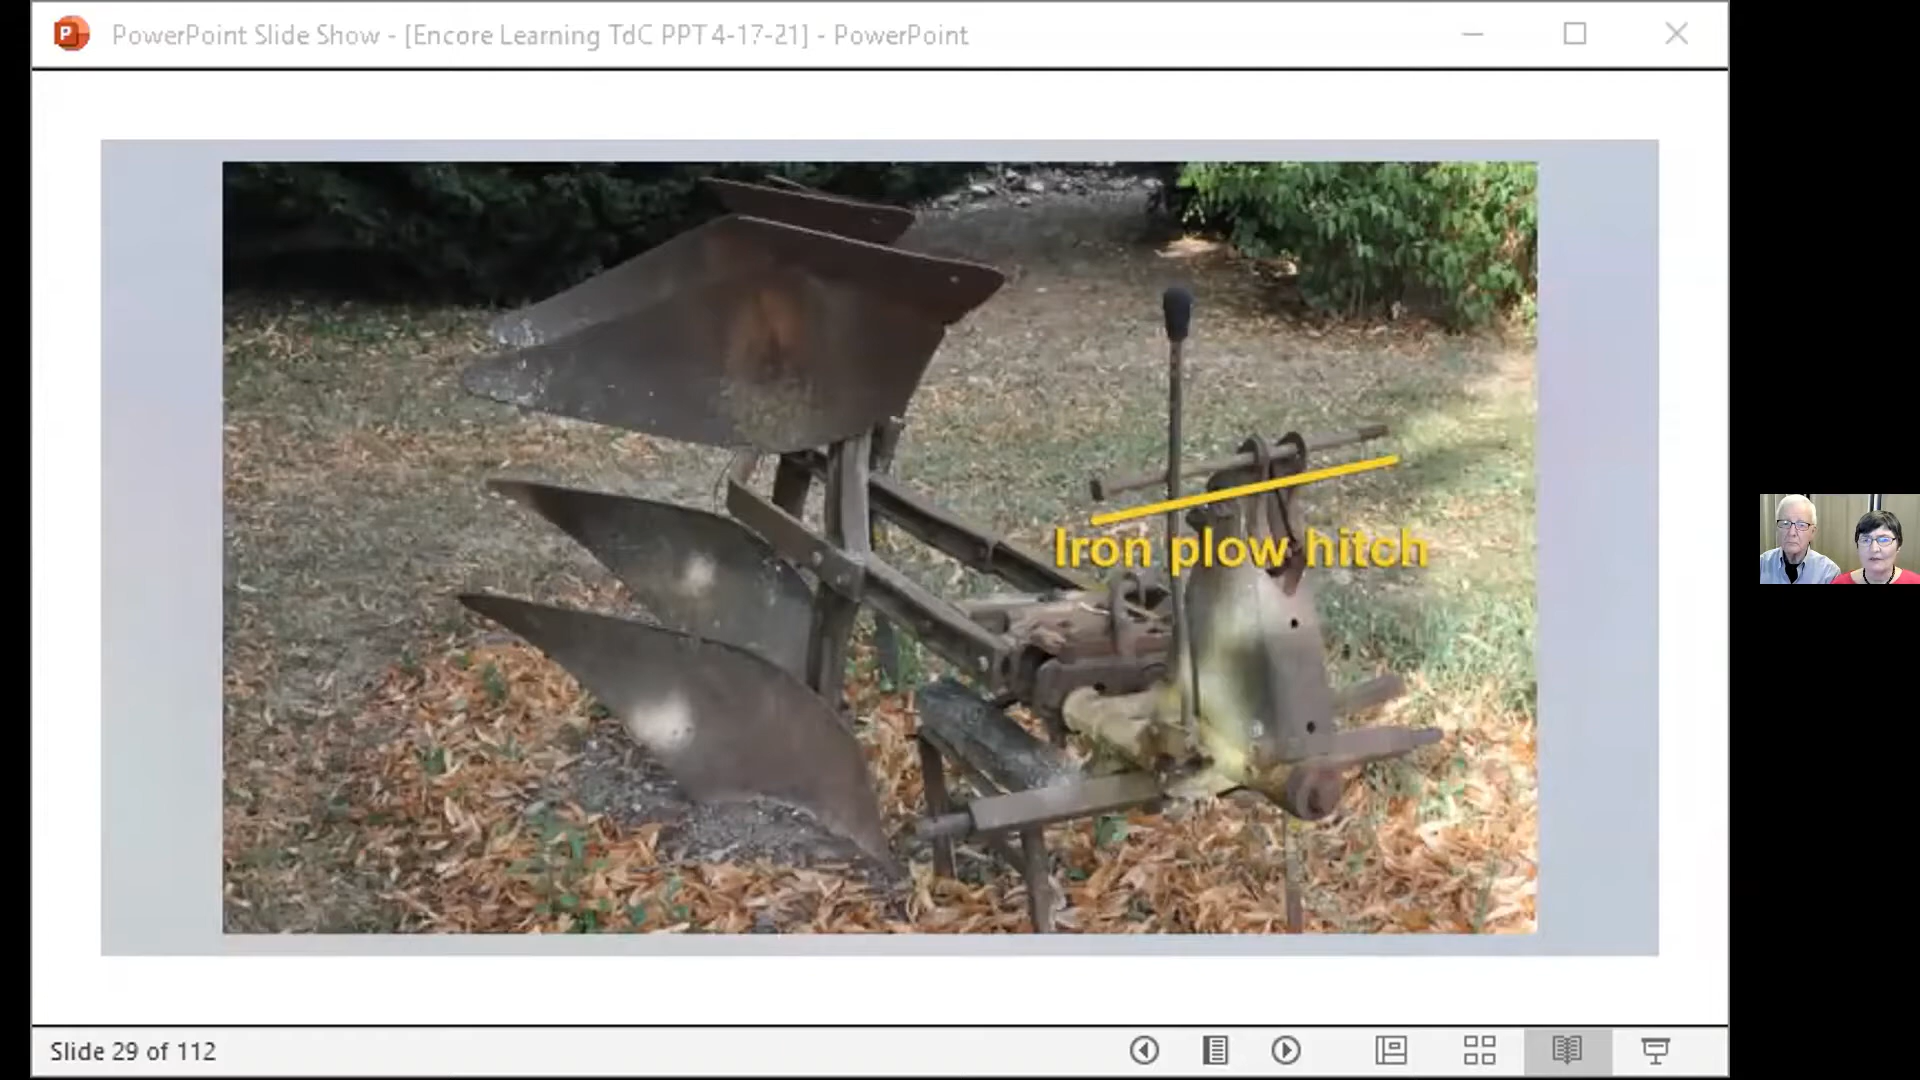 PowerPoint Slide Show - [Encore Learning TdC PPT 4-17-21] - PowerPoint
Iron plow hitch
Slide 29 of 112